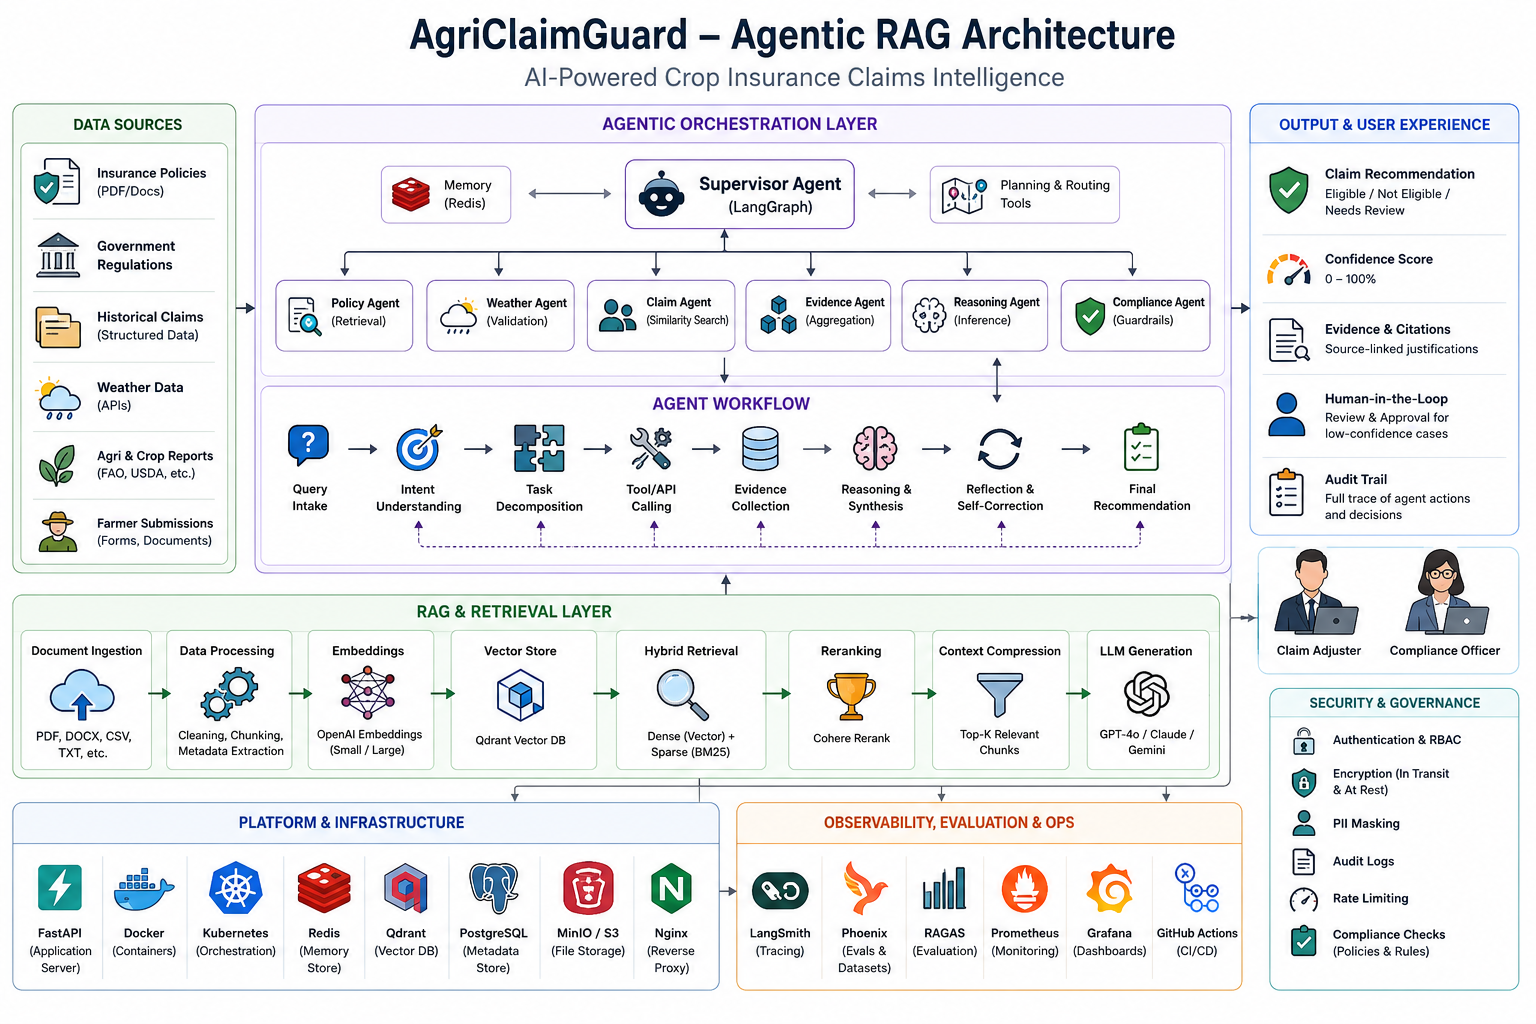 AgriClaimGuard – Agentic RAG Architecture
AI-Powered Crop Insurance Claims Intelligence
DATA SOURCES
Insurance Policies
(PDF/Docs)
Government
Regulations
Historical Claims
(Structured Data)
Weather Data
(APIs)
Agri & Crop Reports
(FAO, USDA, etc.)
Farmer Submissions
(Forms, Documents)
AGENTIC ORCHESTRATION LAYER
Memory
(Redis)
Supervisor Agent
(LangGraph)
Planning & Routing
Tools
Policy Agent
(Retrieval)
Weather Agent
(Validation)
Claim Agent
(Similarity Search)
Evidence Agent
(Aggregation)
Reasoning Agent
(Inference)
Compliance Agent
(Guardrails)
AGENT WORKFLOW
?
Query
Intake
Intent
Understanding
Task
Decomposition
Tool/API
Calling
Evidence
Collection
Reasoning &
Synthesis
Reflection &
Self-Correction
Final
Recommendation
OUTPUT & USER EXPERIENCE
Claim Recommendation
Eligible / Not Eligible /
Needs Review
Confidence Score
0 – 100%
Evidence & Citations
Source-linked justifications
Human-in-the-Loop
Review & Approval for
low-confidence cases
Audit Trail
Full trace of agent actions
and decisions
Claim Adjuster
Compliance Officer
RAG & RETRIEVAL LAYER
Document Ingestion
PDF, DOCX, CSV,
TXT, etc.
Data Processing
Cleaning, Chunking,
Metadata Extraction
Embeddings
OpenAI Embeddings
(Small / Large)
Vector Store
Qdrant Vector DB
Hybrid Retrieval
Dense (Vector) +
Sparse (BM25)
Reranking
Cohere Rerank
Context Compression
Top-K Relevant
Chunks
LLM Generation
GPT-4o / Claude /
Gemini
SECURITY & GOVERNANCE
Authentication & RBAC
Encryption (In Transit
& At Rest)
PII Masking
Audit Logs
Rate Limiting
Compliance Checks
(Policies & Rules)
PLATFORM & INFRASTRUCTURE
FastAPI
(Application
Server)
Docker
(Containers)
Kubernetes
(Orchestration)
Redis
(Memory
Store)
Qdrant
(Vector DB)
PostgreSQL
(Metadata
Store)
MinIO / S3
(File Storage)
N
Nginx
(Reverse
Proxy)
OBSERVABILITY, EVALUATION & OPS
LangSmith
(Tracing)
Phoenix
(Evals &
Datasets)
RAGAS
(Evaluation)
Prometheus
(Monitoring)
Grafana
(Dashboards)
X
GitHub Actions
(CI/CD)